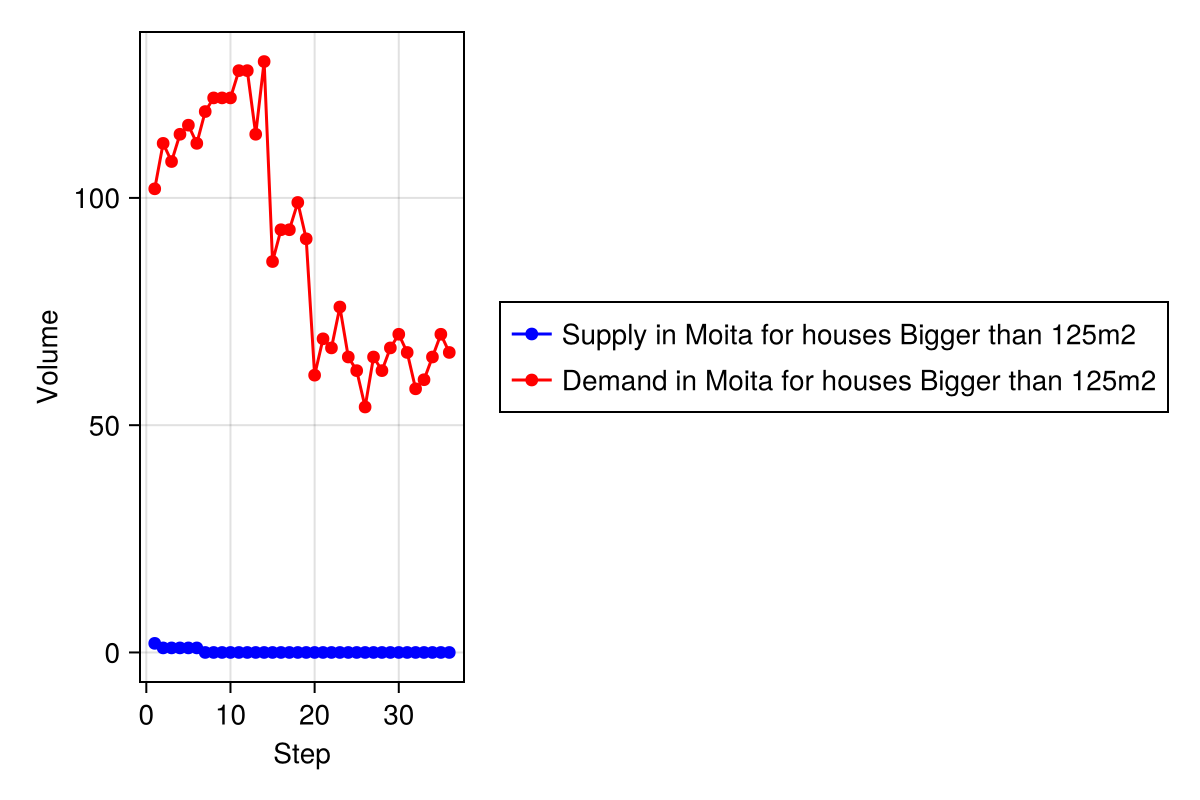 Volume
100
50
0
0 10 20 30
Step
Supply in Moita for houses Bigger than 125m2
Demand in Moita for houses Bigger than 125m2